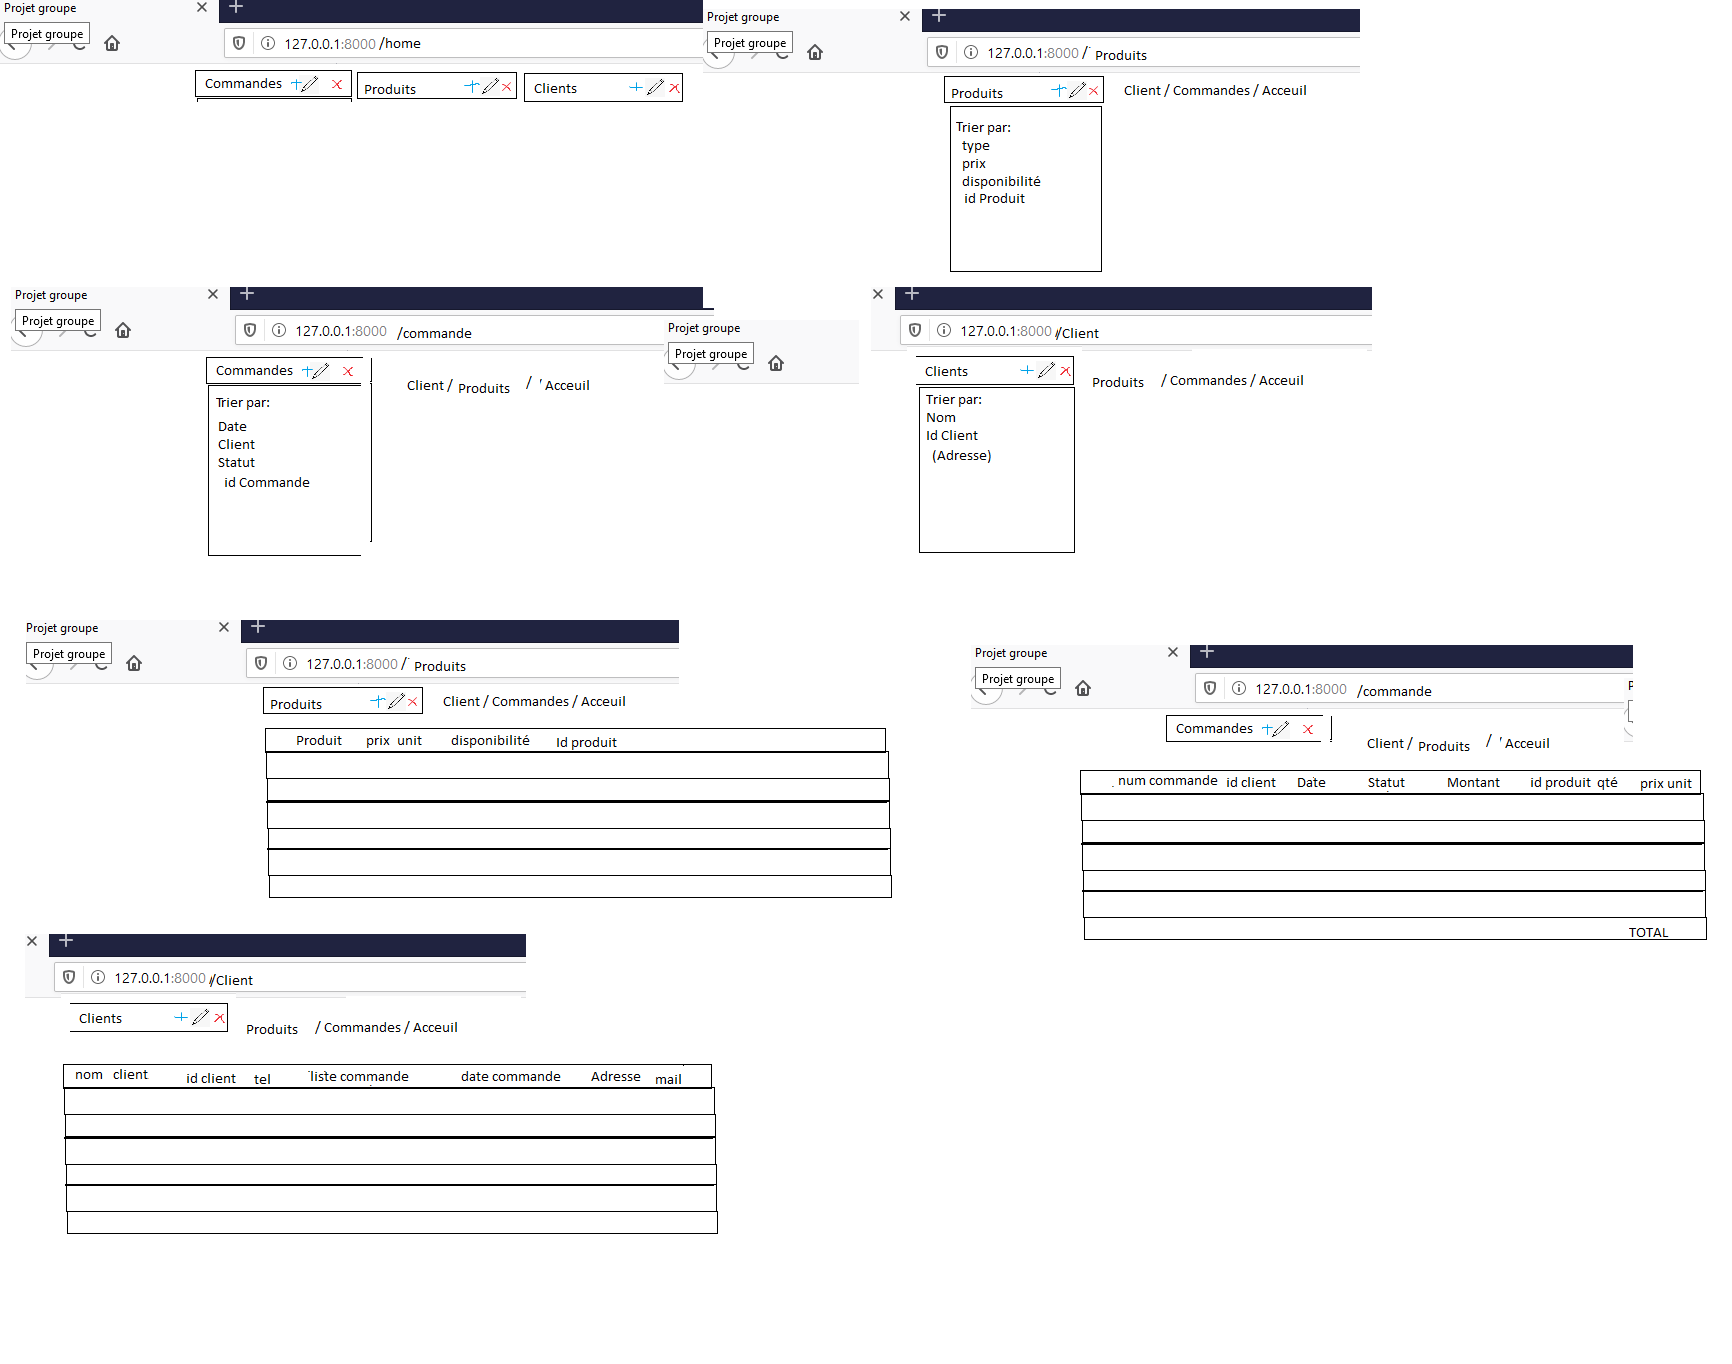 Projet groupe
Projet groupe
127.0.0.1:8000 /home
Commandes
Produits
Clients
Projet groupe
Projet groupe
127.0.0.1:8000 / Produits
Produits
Client / Commandes / Acceuil
Trier par:
type
prix
disponibilité
id Produit
Projet groupe
Projet groupe
127.0.0.1:8000 /commande
Commandes
Client / Produits / Acceuil
Trier par:
Date
Client
Statut
id Commande
Projet groupe
Projet groupe
127.0.0.1:8000 //Client
Clients
Produits / Commandes / Acceuil
Trier par:
Nom
Id Client
(Adresse)
Projet groupe
Projet groupe
127.0.0.1:8000 / Produits
Produits
Client / Commandes / Acceuil
Produit prix unit disponibilité Id produit
Projet groupe
Projet groupe
127.0.0.1:8000 /commande
Commandes
Client / Produits / Acceuil
num commande id client Date Statut Montant id produit qté prix unit
TOTAL
127.0.0.1:8000 //Client
Clients
Produits / Commandes / Acceuil
nom client id client tel liste commande date commande Adresse mail